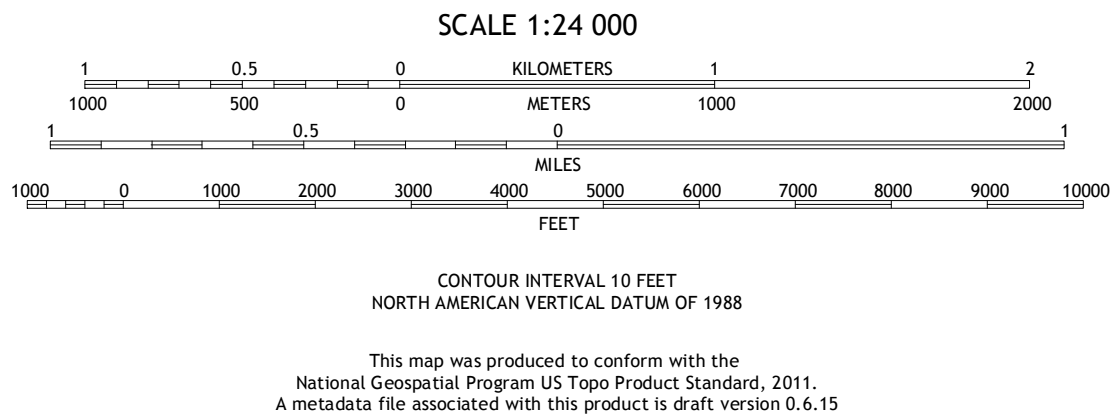 SCALE 1:24 000
1 0.5 0 KILOMETERS 1 2
1000 500 0 METERS 1000 2000
1 0.5 0 1
MILES
1000 0 1000 2000 3000 4000 5000 6000 7000 8000 9000 10000
FEET
CONTOUR INTERVAL 10 FEET
NORTH AMERICAN VERTICAL DATUM OF 1988
This map was produced to conform with the
National Geospatial Program US Topo Product Standard, 2011.
A metadata file associated with this product is draft version 0.6.15